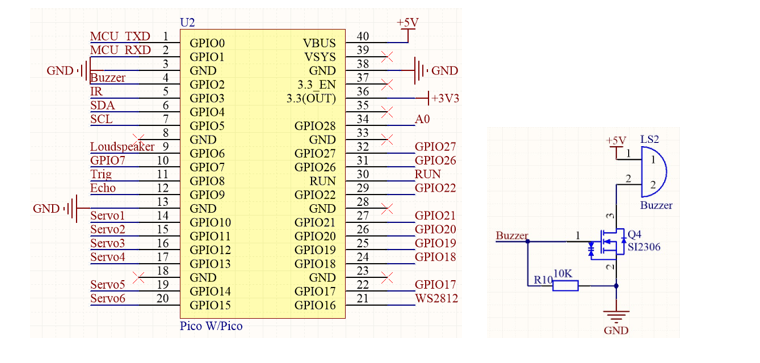 U2
+5V
MCU_TXD 1 GPIO0 VBUS 40
MCU_RXD 2 GPIO1 VSYS 39
GND 3 GND GND 38 GND
Buzzer 4 GPIO2 3.3_EN 37
IR 5 GPIO3 3.3(OUT) 36 +3V3
SDA 6 GPIO4 35
SCL 7 GPIO5 GPIO28 34 A0
8 GND GND 33
Loudspeaker 9 GPIO6 GPIO27 32 GPIO27
GPIO7 10 GPIO7 GPIO26 31 GPIO26
Trig 11 GPIO8 RUN 30 RUN
Echo 12 GPIO9 GPIO22 29 GPIO22
GND 13 GND GND 28
Servo1 14 GPIO10 GPIO21 27 GPIO21
Servo2 15 GPIO11 GPIO20 26 GPIO20
Servo3 16 GPIO12 GPIO19 25 GPIO19
Servo4 17 GPIO13 GPIO18 24 GPIO18
18 GND GND 23
Servo5 19 GPIO14 GPIO17 22 GPIO17
Servo6 20 GPIO15 GPIO16 21 WS2812
Pico W/Pico
+5V LS2
1 1
2 2
Buzzer
3
Buzzer 1 Q4
SI2306
2
R10 10K
GND